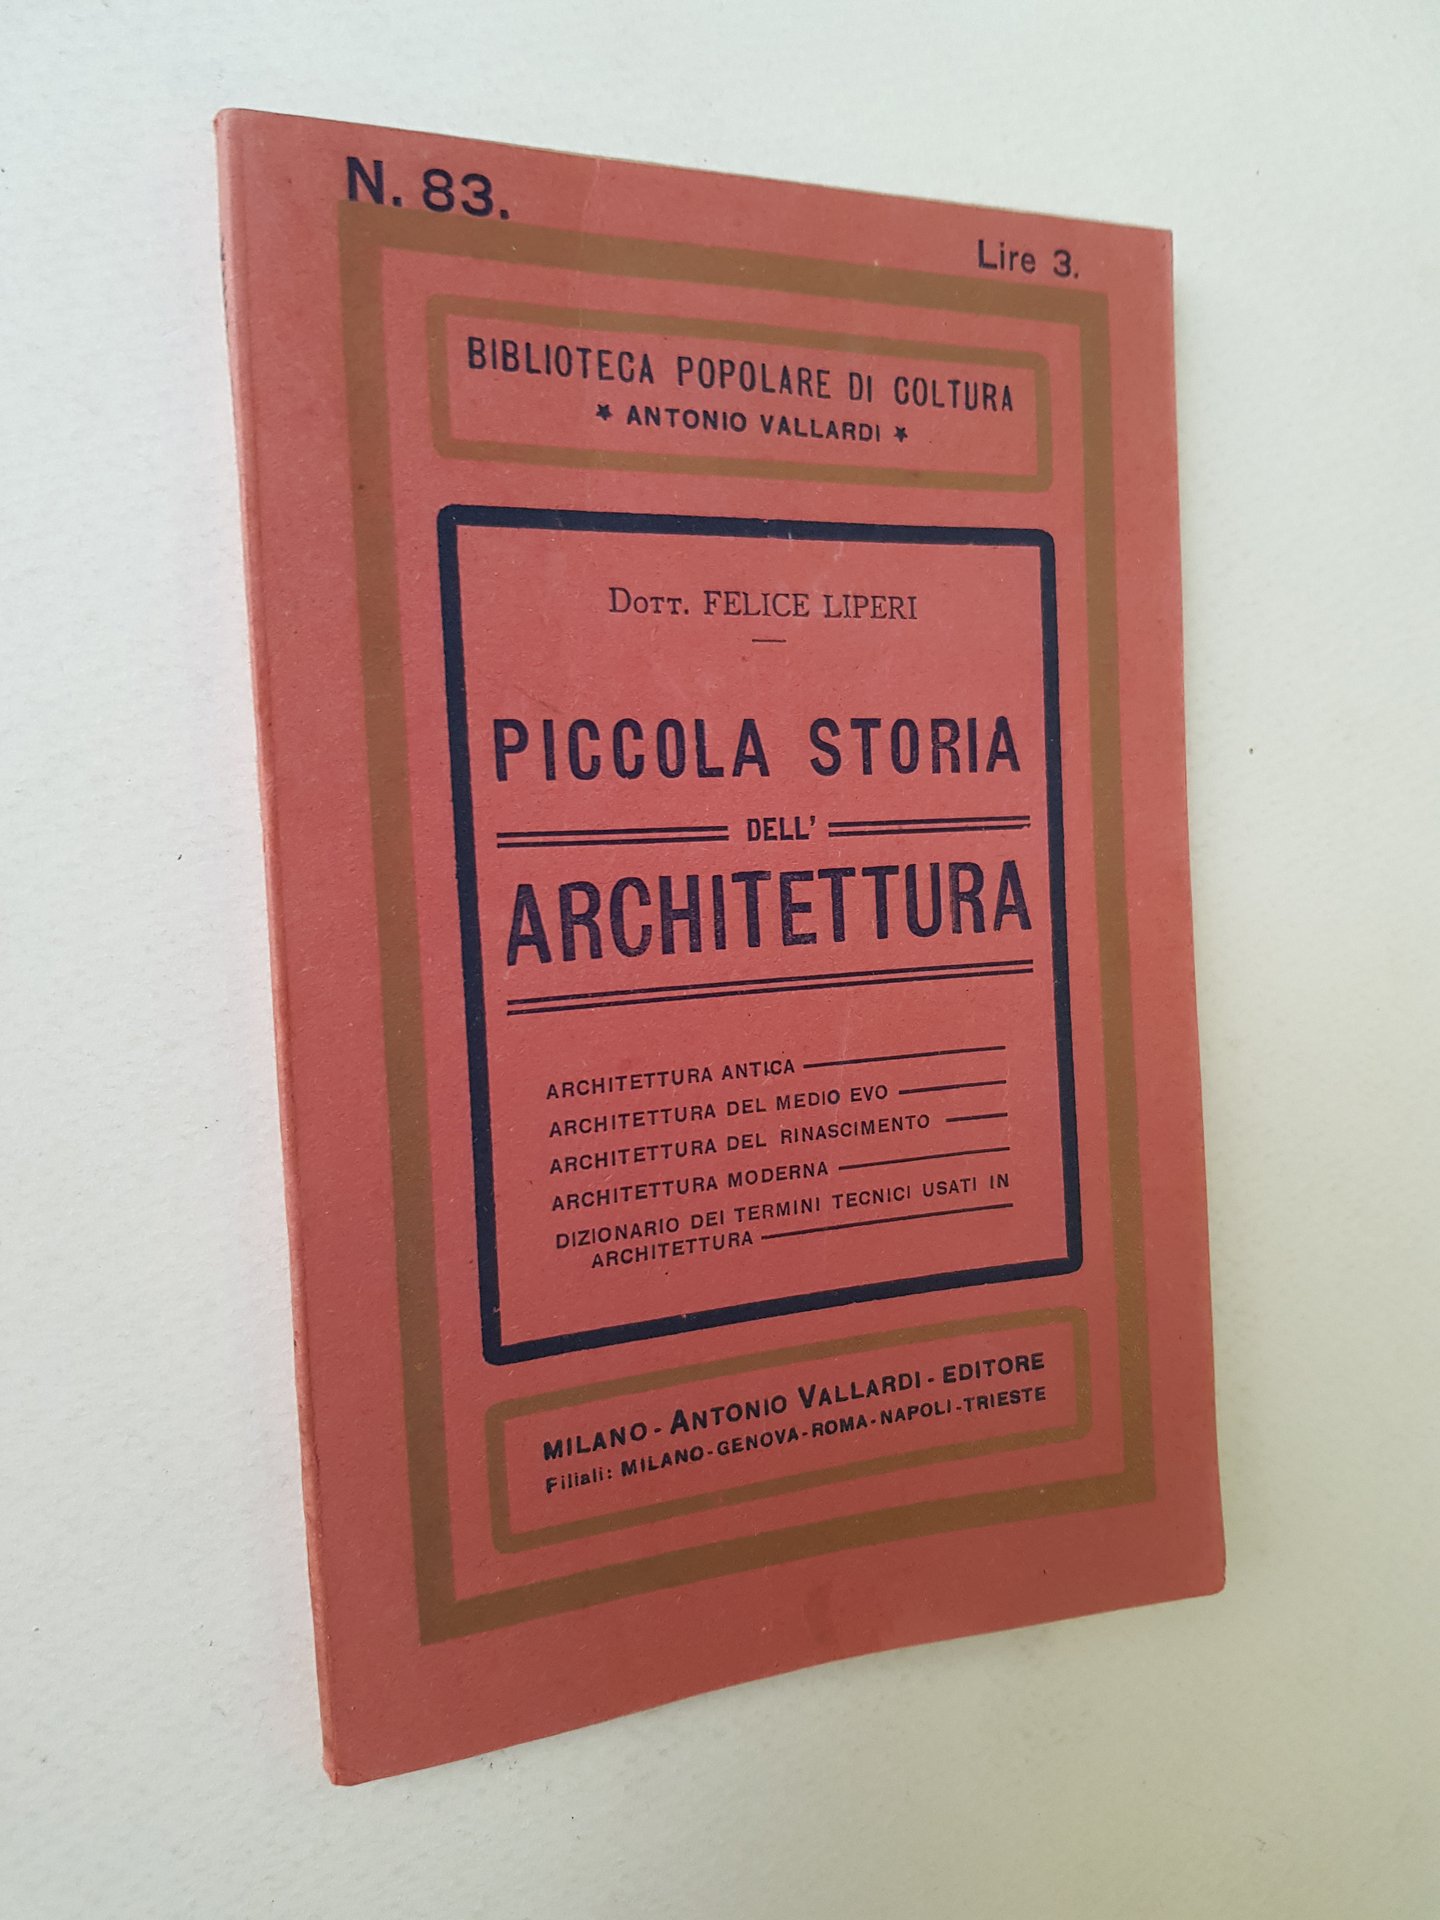 N. 83.
Lire 3.
BIBLIOTECA POPOLARE DI COLTURA
★ ANTONIO VALLARDI ★
DOTT. FELICE LIPERI
PICCOLA STORIA
DELL'
ARCHITETTURA
ARCHITETTURA ANTICA
ARCHITETTURA DEL MEDIO EVO
ARCHITETTURA DEL RINASCIMENTO
ARCHITETTURA MODERNA
DIZIONARIO DEI TERMINI TECNICI USATI IN
ARCHITETTURA
MILANO - ANTONIO VALLARDI - EDITORE
Filiali: MILANO - GENOVA - ROMA - NAPOLI - TRIESTE